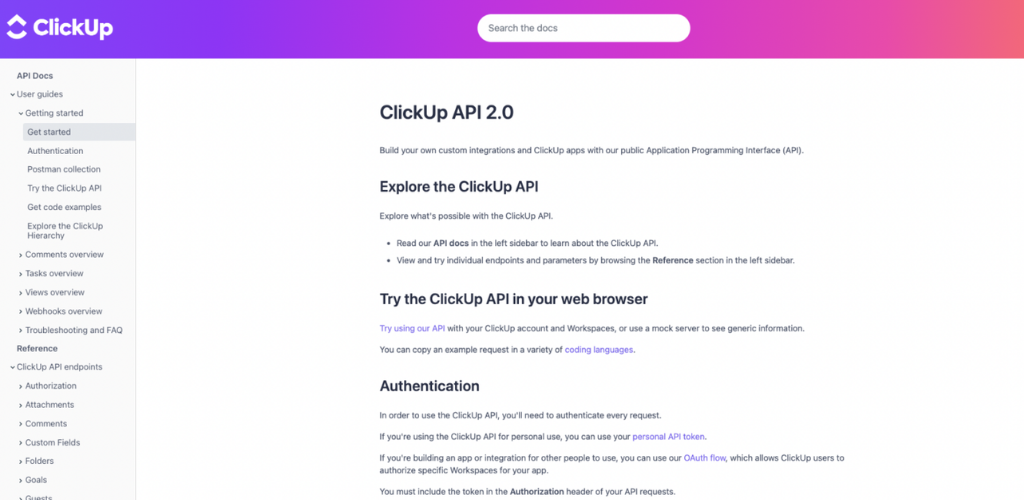 ClickUp
Search the docs
API Docs
User guides
Getting started
Get started
Authentication
Postman collection
Try the ClickUp API
Get code examples
Explore the ClickUp
Hierarchy
Comments overview
Tasks overview
Views overview
Webhooks overview
Troubleshooting and FAQ
Reference
ClickUp API endpoints
Authorization
Attachments
Comments
Custom Fields
Folders
Goals
Guests
ClickUp API 2.0
Build your own custom integrations and ClickUp apps with our public Application Programming Interface (API).
Explore the ClickUp API
Explore what's possible with the ClickUp API.
• Read our API docs in the left sidebar to learn about the ClickUp API.
• View and try individual endpoints and parameters by browsing the Reference section in the left sidebar.
Try the ClickUp API in your web browser
Try using our API with your ClickUp account and Workspaces, or use a mock server to see generic information.
You can copy an example request in a variety of coding languages.
Authentication
In order to use the ClickUp API, you'll need to authenticate every request.
If you're using the ClickUp API for personal use, you can use your personal API token.
If you're building an app or integration for other people to use, you can use our OAuth flow, which allows ClickUp users to
authorize specific Workspaces for your app.
You must include the token in the Authorization header of your API requests.